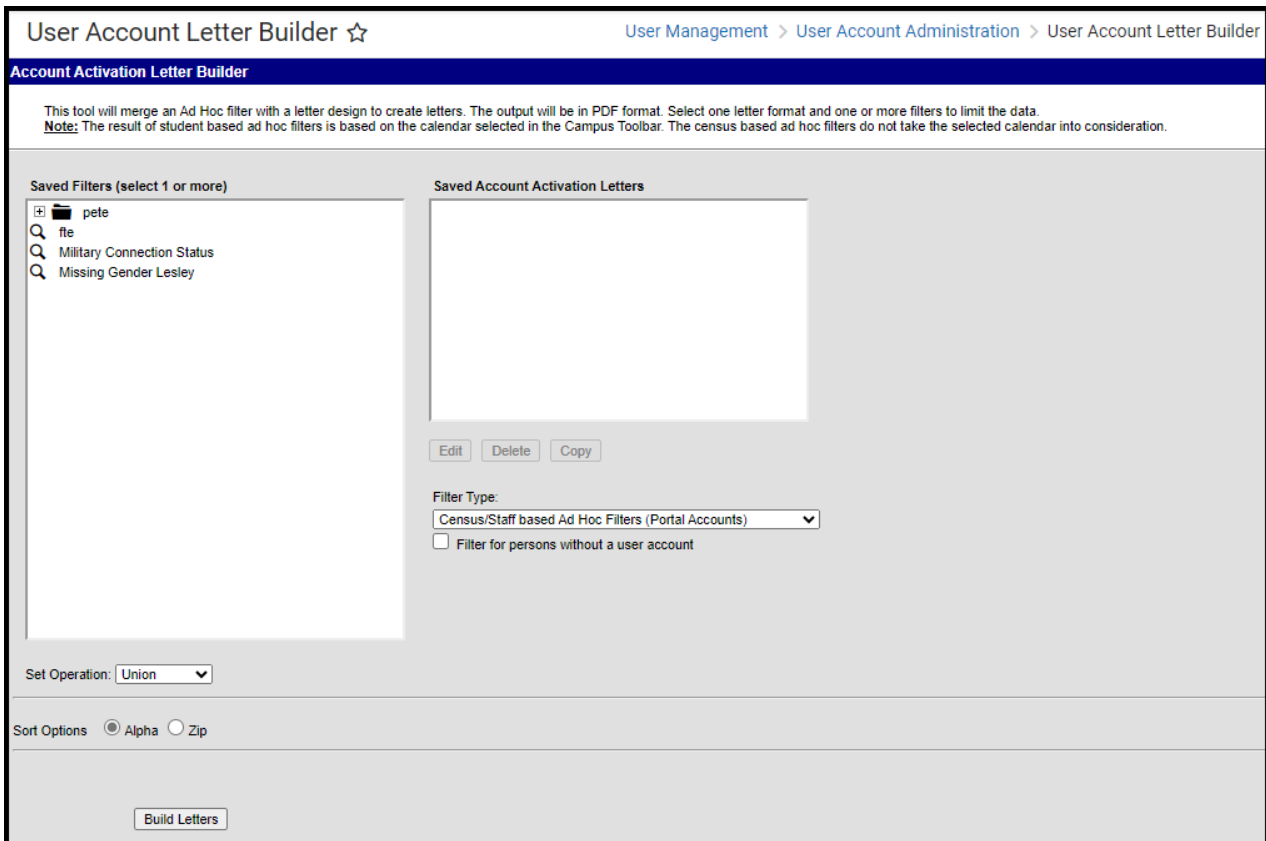 User Account Letter Builder ☆
User Management > User Account Administration > User Account Letter Builder
Account Activation Letter Builder
This tool will merge an Ad Hoc filter with a letter design to create letters. The output will be in PDF format. Select one letter format and one or more filters to limit the data.
Note: The result of student based ad hoc filters is based on the calendar selected in the Campus Toolbar. The census based ad hoc filters do not take the selected calendar into consideration.
Saved Filters (select 1 or more)
pete
fte
Military Connection Status
Missing Gender Lesley
Saved Account Activation Letters
Edit Delete Copy
Filter Type:
Census/Staff based Ad Hoc Filters (Portal Accounts)
Filter for persons without a user account
Set Operation: Union
Sort Options Alpha Zip
Build Letters